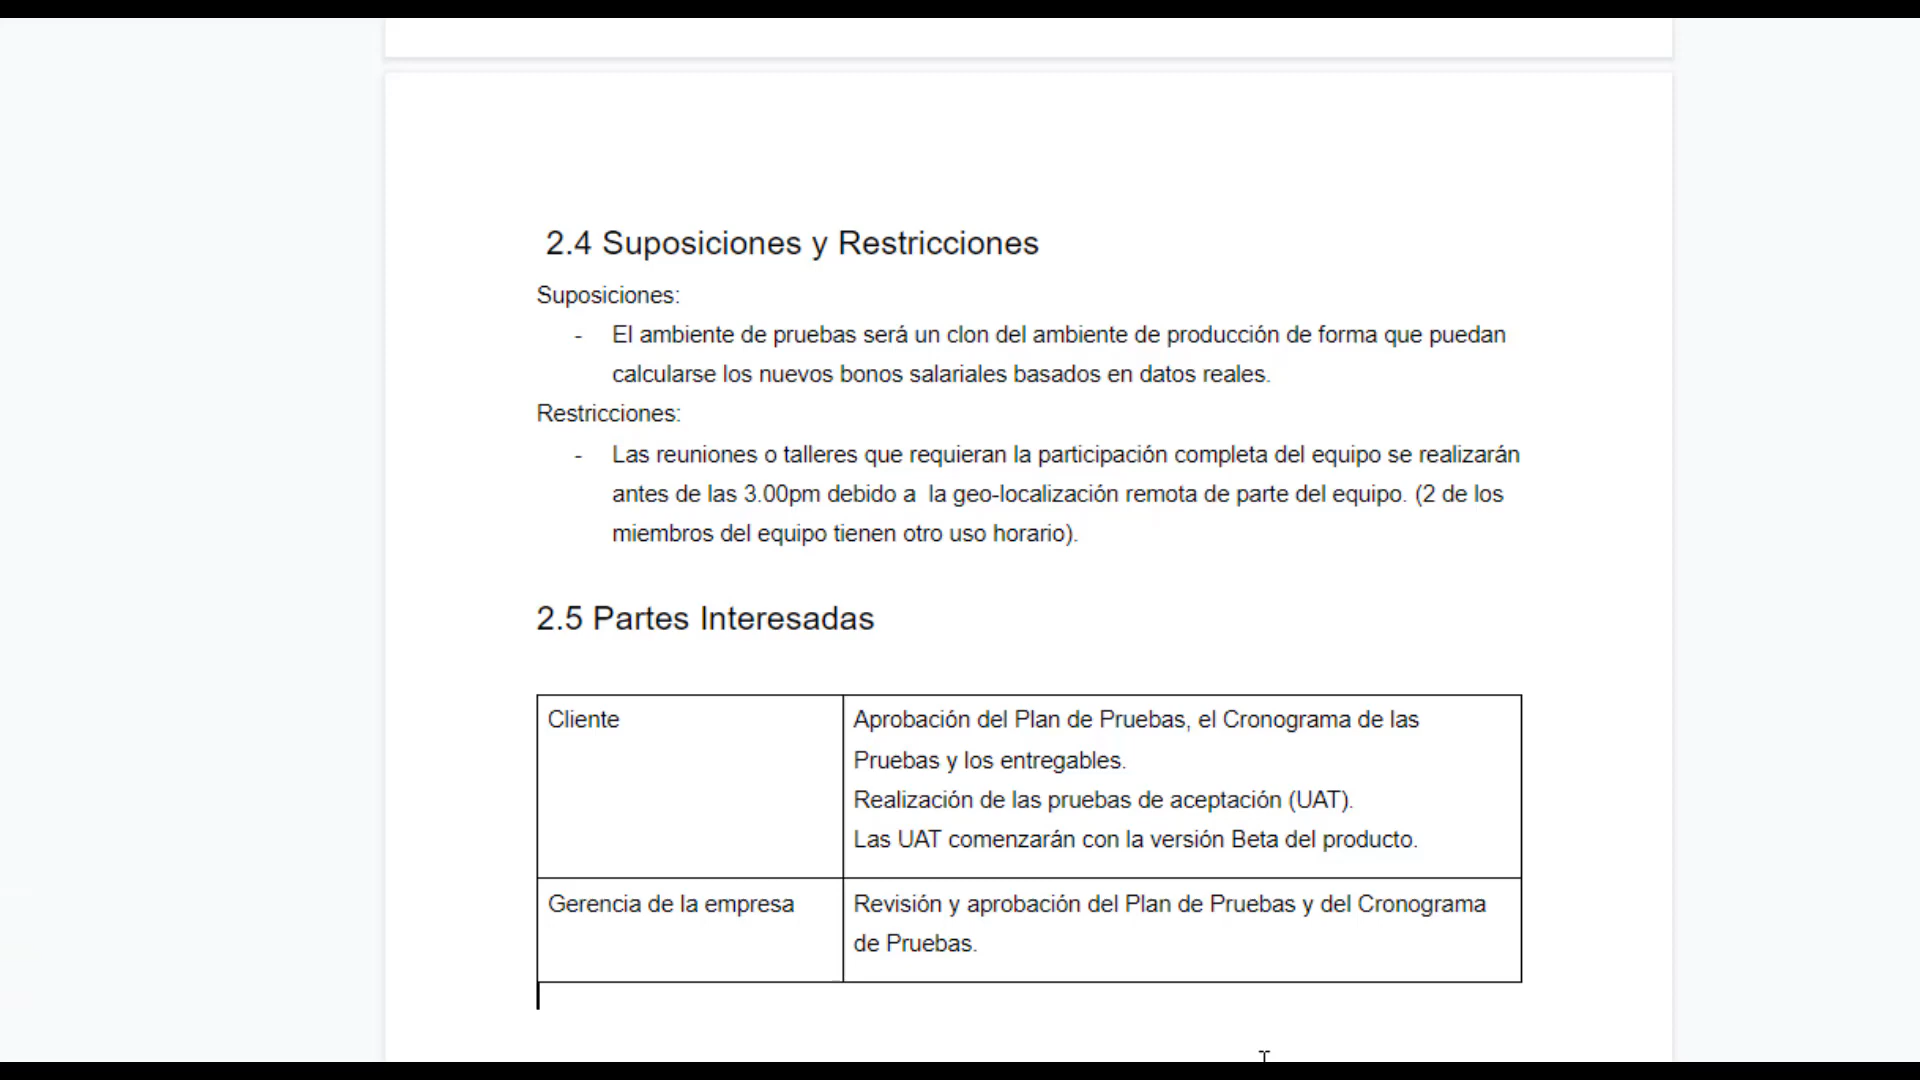 2.4 Suposiciones y Restricciones
Suposiciones:
- El ambiente de pruebas será un clon del ambiente de producción de forma que puedan
calcularse los nuevos bonos salariales basados en datos reales.
Restricciones:
- Las reuniones o talleres que requieran la participación completa del equipo se realizarán
antes de las 3.00pm debido a  la geo-localización remota de parte del equipo. (2 de los
miembros del equipo tienen otro uso horario).
2.5 Partes Interesadas
Cliente
Aprobación del Plan de Pruebas, el Cronograma de las
Pruebas y los entregables.
Realización de las pruebas de aceptación (UAT).
Las UAT comenzarán con la versión Beta del producto.
Gerencia de la empresa
Revisión y aprobación del Plan de Pruebas y del Cronograma
de Pruebas.